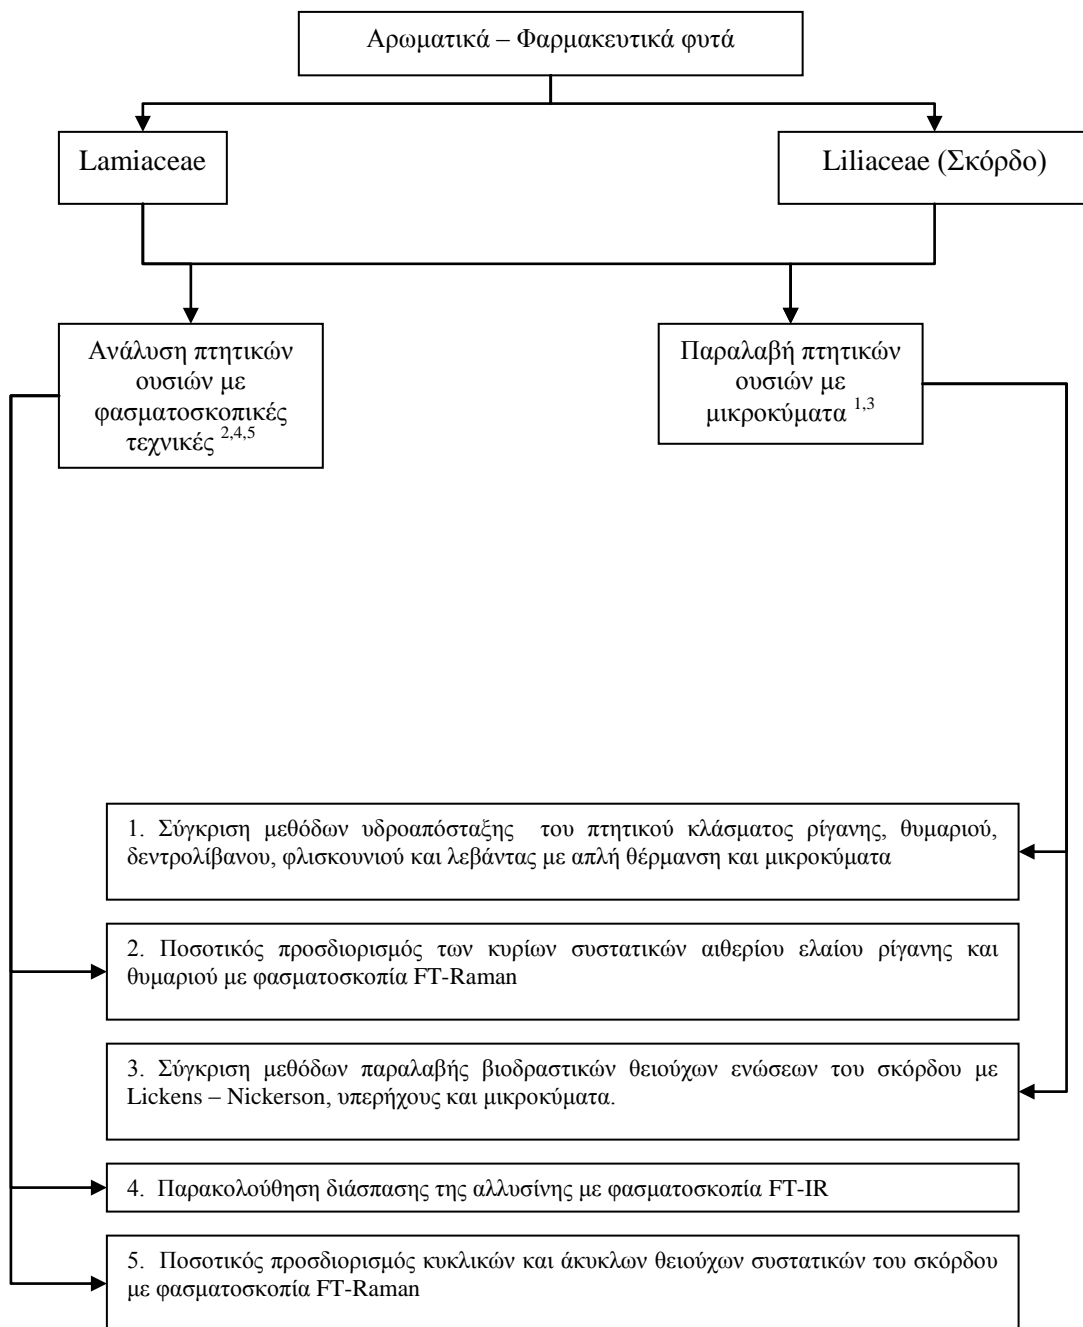 Αρωματικά – Φαρμακευτικά φυτά
Lamiaceae
Liliaceae (Σκόρδο)
Ανάλυση πτητικών
ουσιών με
φασματοσκοπικές
τεχνικές 2,4,5
Παραλαβή πτητικών
ουσιών με
μικροκύματα 1,3
1. Σύγκριση μεθόδων υδροαπόσταξης του πτητικού κλάσματος ρίγανης, θυμαριού,
δεντρολίβανου, φλισκουνιού και λεβάντας με απλή θέρμανση και μικροκύματα
2. Ποσοτικός προσδιορισμός των κυρίων συστατικών αιθερίου ελαίου ρίγανης και
θυμαριού με φασματοσκοπία FT-Raman
3. Σύγκριση μεθόδων παραλαβής βιοδραστικών θειούχων ενώσεων του σκόρδου με
Lickens – Nickerson, υπερήχους και μικροκύματα.
4. Παρακολούθηση διάσπασης της αλλυσίνης με φασματοσκοπία FT-IR
5. Ποσοτικός προσδιορισμός κυκλικών και άκυκλων θειούχων συστατικών του σκόρδου
με φασματοσκοπία FT-Raman